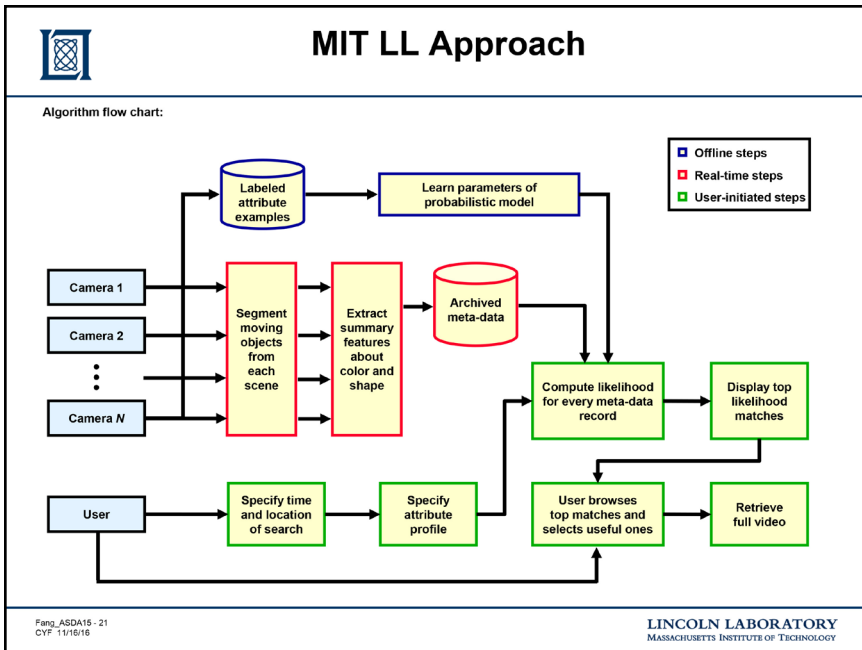 MIT LL Approach
Algorithm flow chart:
Offline steps
Real-time steps
User-initiated steps
Labeled
attribute
examples
Learn parameters of
probabilistic model
Camera 1
Camera 2
Camera N
Segment
moving
objects
from
each
scene
Extract
summary
features
about
color and
shape
Archived
meta-data
Compute likelihood
for every meta-data
record
Display top
likelihood
matches
User
Specify time
and location
of search
Specify
attribute
profile
User browses
top matches and
selects useful ones
Retrieve
full video
Fang_ASDA15 - 21
CYF 11/16/16
LINCOLN LABORATORY
MASSACHUSETTS INSTITUTE OF TECHNOLOGY